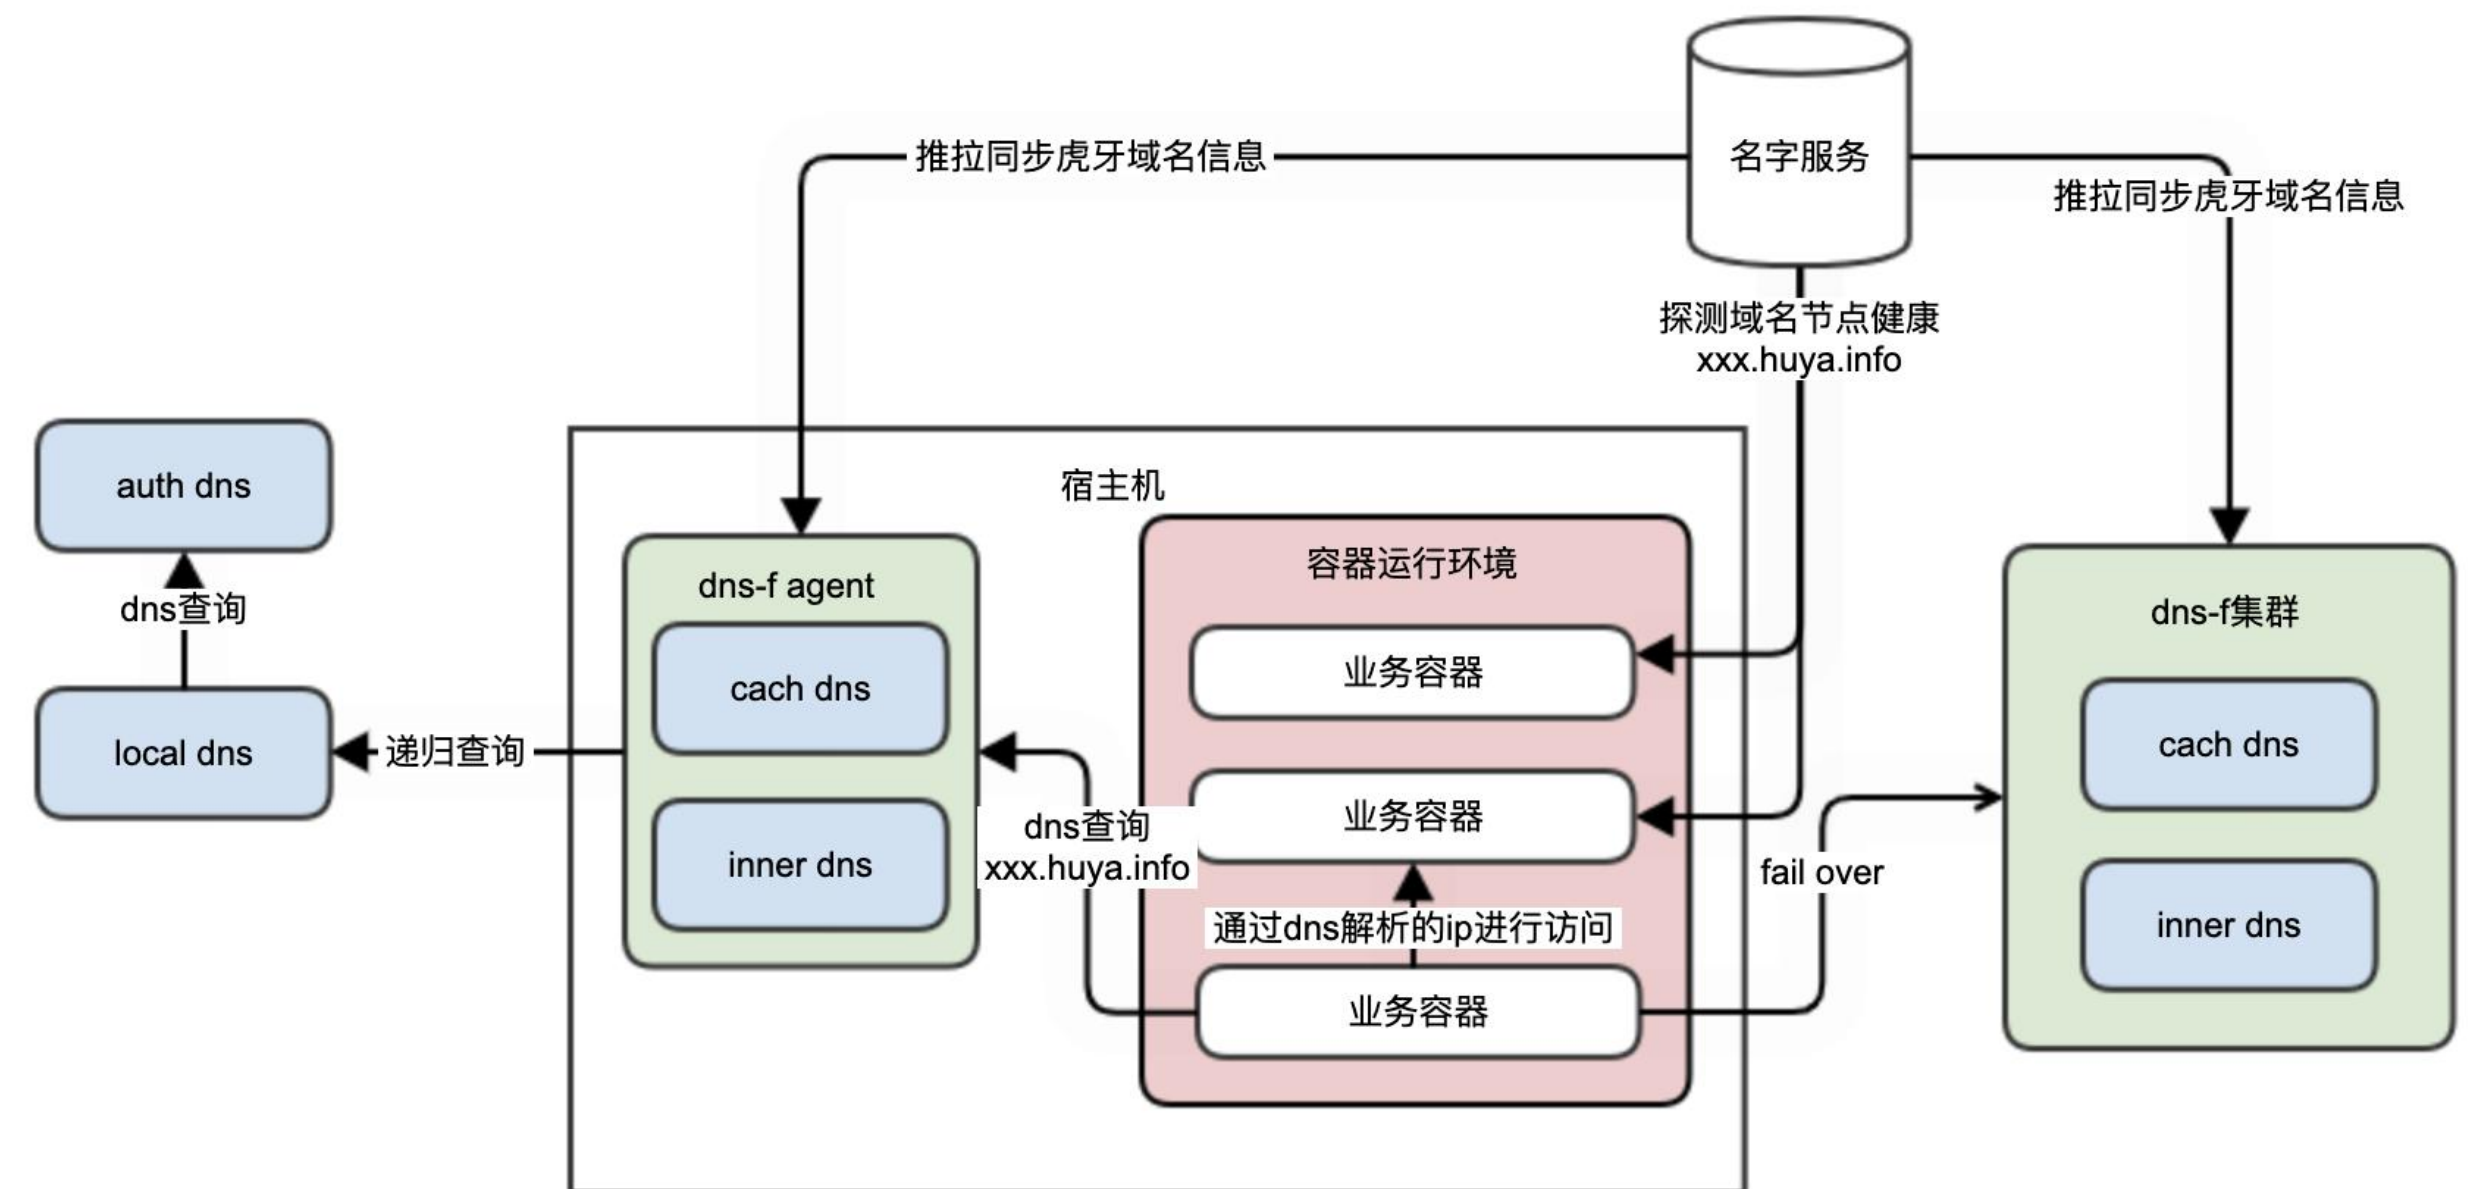 名字服务
推拉同步虎牙域名信息
推拉同步虎牙域名信息
探测域名节点健康
xxx.huya.info
auth dns
dns查询
local dns
递归查询
宿主机
dns-f agent
cach dns
inner dns
dns查询
xxx.huya.info
容器运行环境
业务容器
业务容器
通过dns解析的ip进行访问
业务容器
fail over
dns-f集群
cach dns
inner dns